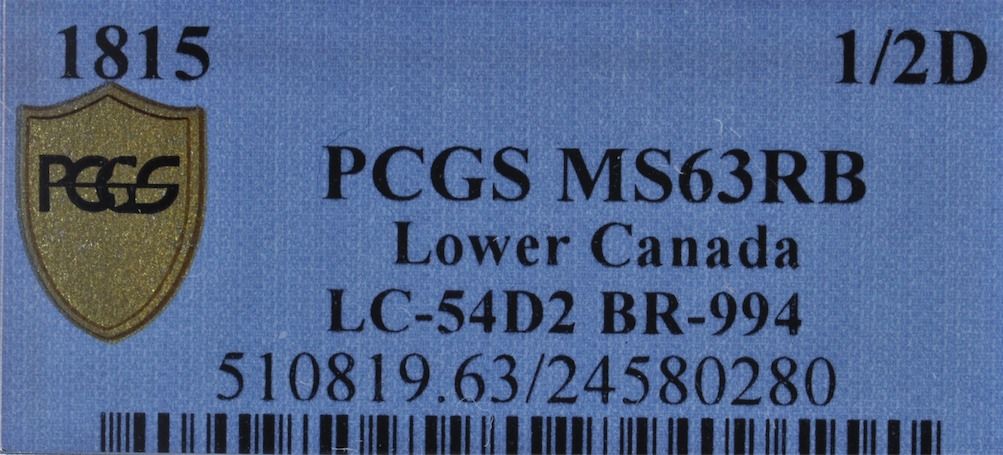 1815 1/2D
PCGS
PCGS MS63RB
Lower Canada
LC-54D2 BR-994
510819.63/24580280